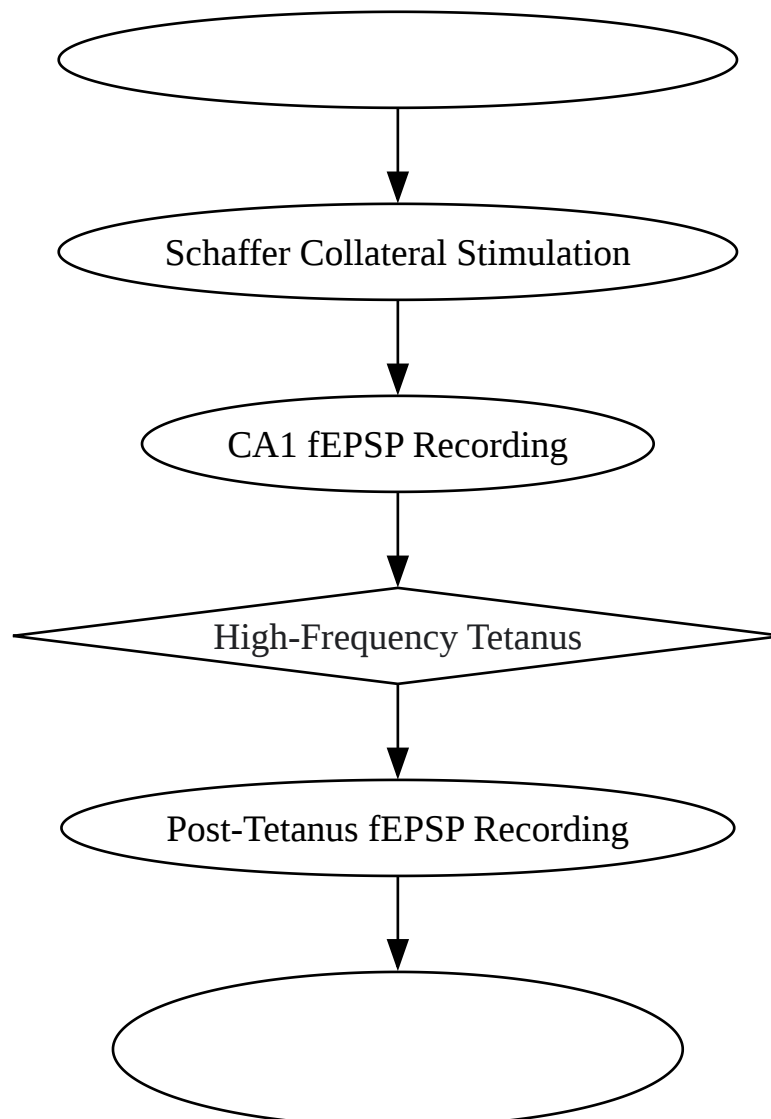 Schaffer Collateral Stimulation
CA1 fEPSP Recording
High-Frequency Tetanus
Post-Tetanus fEPSP Recording